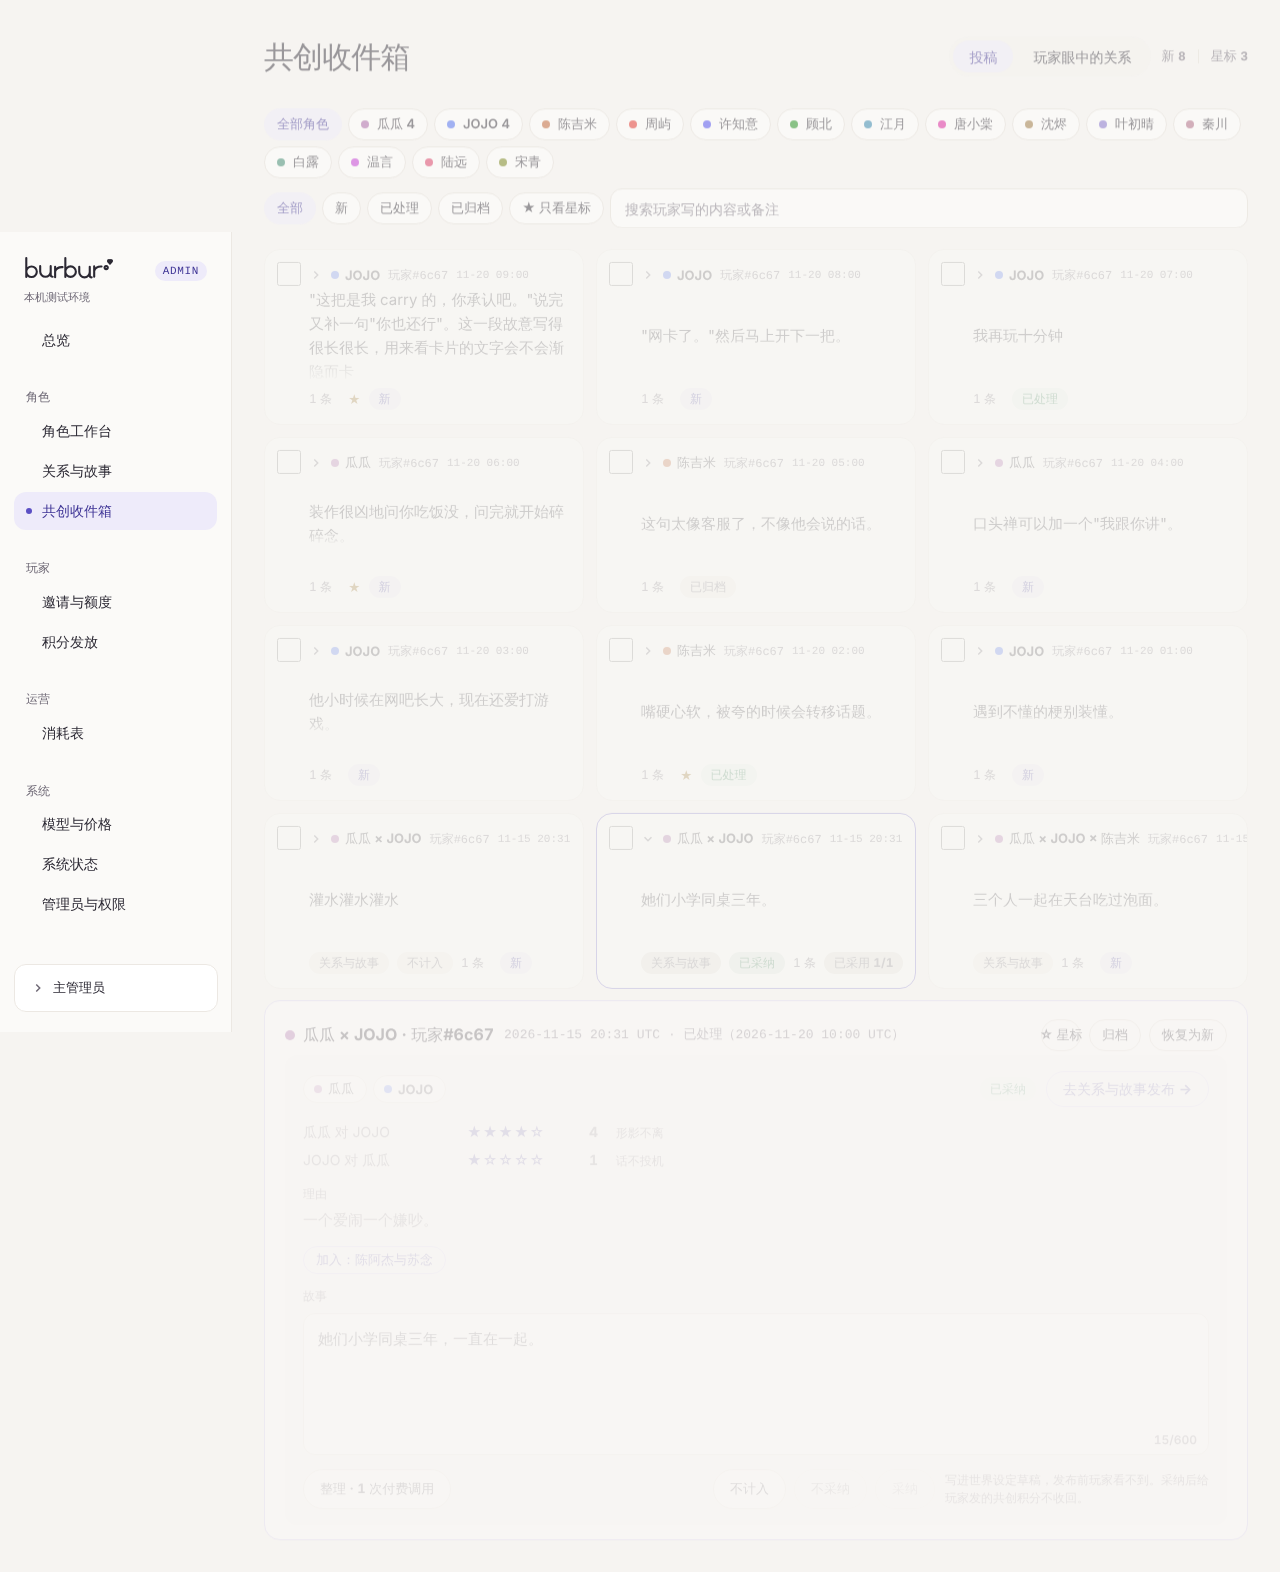 共创收件箱
投稿 玩家眼中的关系 新 8 星标 3
全部角色 瓜瓜 4 JOJO 4 陈吉米 周屿 许知意 顾北 江月 唐小棠 沈烬 叶初晴 秦川
白露 温言 陆远 宋青
全部 新 已处理 已归档 ★ 只看星标 搜索玩家写的内容或备注
burbur
ADMIN
本机测试环境
总览
角色
角色工作台
关系与故事
共创收件箱
玩家
邀请与额度
积分发放
运营
消耗表
系统
模型与价格
系统状态
管理员与权限
主管理员
JOJO 玩家#6c67 11-20 09:00
"这把是我 carry 的，你承认吧。"说完
又补一句"你也还行"。这一段故意写得
很长很长，用来看卡片的文字会不会渐
隐而卡
1 条 ★ 新
JOJO 玩家#6c67 11-20 08:00
"网卡了。"然后马上开下一把。
1 条 新
JOJO 玩家#6c67 11-20 07:00
我再玩十分钟
1 条 已处理
瓜瓜 玩家#6c67 11-20 06:00
装作很凶地问你吃饭没，问完就开始碎
碎念。
1 条 ★ 新
陈吉米 玩家#6c67 11-20 05:00
这句太像客服了，不像他会说的话。
1 条 已归档
瓜瓜 玩家#6c67 11-20 04:00
口头禅可以加一个"我跟你讲"。
1 条 新
JOJO 玩家#6c67 11-20 03:00
他小时候在网吧长大，现在还爱打游
戏。
1 条 新
陈吉米 玩家#6c67 11-20 02:00
嘴硬心软，被夸的时候会转移话题。
1 条 ★ 已处理
JOJO 玩家#6c67 11-20 01:00
遇到不懂的梗别装懂。
1 条 新
瓜瓜 × JOJO 玩家#6c67 11-15 20:31
灌水灌水灌水
关系与故事 不计入 1 条 新
瓜瓜 × JOJO 玩家#6c67 11-15 20:31
她们小学同桌三年。
关系与故事 已采纳 1 条 已采用 1/1
瓜瓜 × JOJO × 陈吉米 玩家#6c67 11-15
三个人一起在天台吃过泡面。
关系与故事 1 条 新
瓜瓜 × JOJO · 玩家#6c67 2026-11-15 20:31 UTC · 已处理（2026-11-20 10:00 UTC） ☆ 星标 归档 恢复为新
瓜瓜 JOJO 已采纳 去关系与故事发布 →
瓜瓜 对 JOJO ★★★★☆ 4 形影不离
JOJO 对 瓜瓜 ★☆☆☆☆ 1 话不投机
理由
一个爱闹一个嫌吵。
加入：陈阿杰与苏念
故事
她们小学同桌三年，一直在一起。
15/600
整理 · 1 次付费调用 不计入 不采纳 采纳
写进世界设定草稿，发布前玩家看不到。采纳后给
玩家发的共创积分不收回。